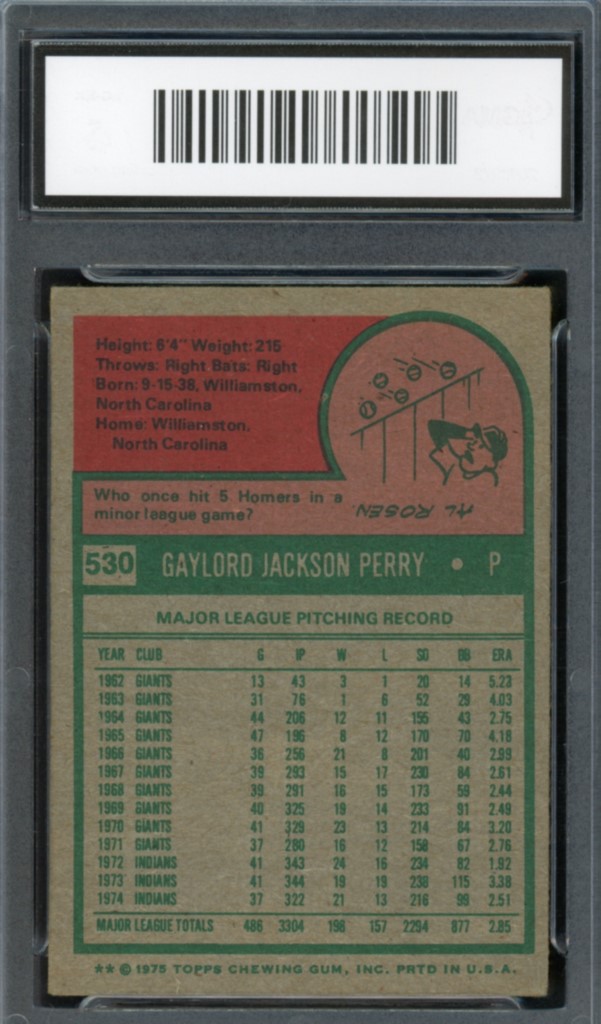 Height: 6'4" Weight: 215
Throws: Right Bats: Right
Born: 9-15-38, Williamston,
North Carolina
Home: Williamston,
North Carolina
Who once hit 5 Homers in a
minor league game?
AL ROSEN.
530 GAYLORD JACKSON PERRY • P
MAJOR LEAGUE PITCHING RECORD
YEAR CLUB G IP W L SO BB ERA
1962 GIANTS 13 43 3 1 20 14 5.23
1963 GIANTS 31 76 1 6 52 29 4.03
1964 GIANTS 44 206 12 11 155 43 2.75
1965 GIANTS 47 196 8 12 170 70 4.18
1966 GIANTS 36 256 21 8 201 40 2.99
1967 GIANTS 39 293 15 17 230 84 2.61
1968 GIANTS 39 291 16 15 173 59 2.44
1969 GIANTS 40 325 19 14 233 91 2.49
1970 GIANTS 41 329 23 13 214 84 3.20
1971 GIANTS 37 280 16 12 158 67 2.76
1972 INDIANS 41 343 24 16 234 82 1.92
1973 INDIANS 41 344 19 19 238 115 3.38
1974 INDIANS 37 322 21 13 216 99 2.51
MAJOR LEAGUE TOTALS 486 3304 198 157 2294 877 2.85
** © 1975 TOPPS CHEWING GUM, INC. PRTD IN U.S.A.